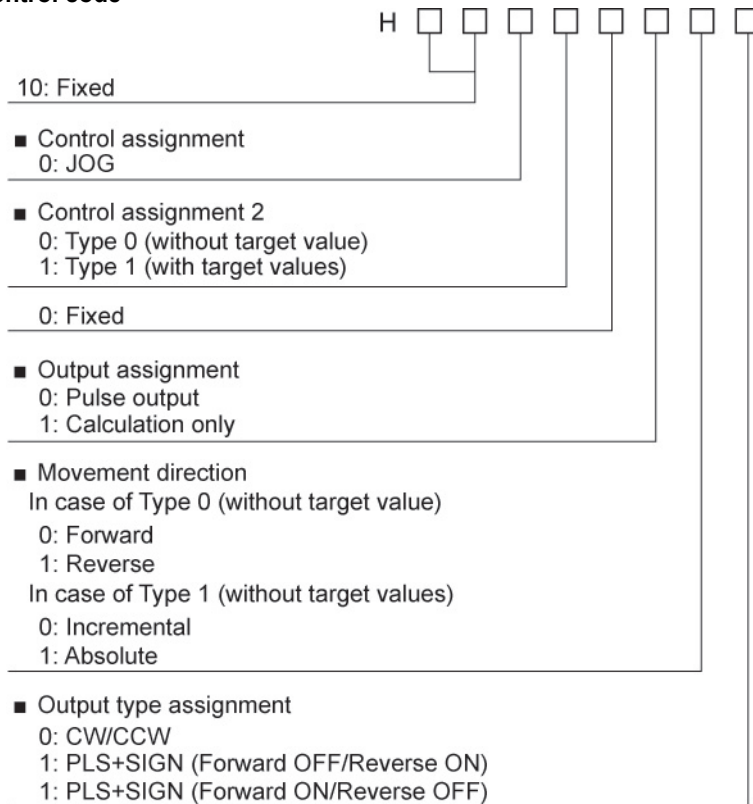 H □ □ □ □ □ □ □ □
10: Fixed
■ Control assignment
0: JOG
■ Control assignment 2
0: Type 0 (without target value)
1: Type 1 (with target values)
0: Fixed
■ Output assignment
0: Pulse output
1: Calculation only
■ Movement direction
In case of Type 0 (without target value)
0: Forward
1: Reverse
In case of Type 1 (without target values)
0: Incremental
1: Absolute
■ Output type assignment
0: CW/CCW
1: PLS+SIGN (Forward OFF/Reverse ON)
1: PLS+SIGN (Forward ON/Reverse OFF)